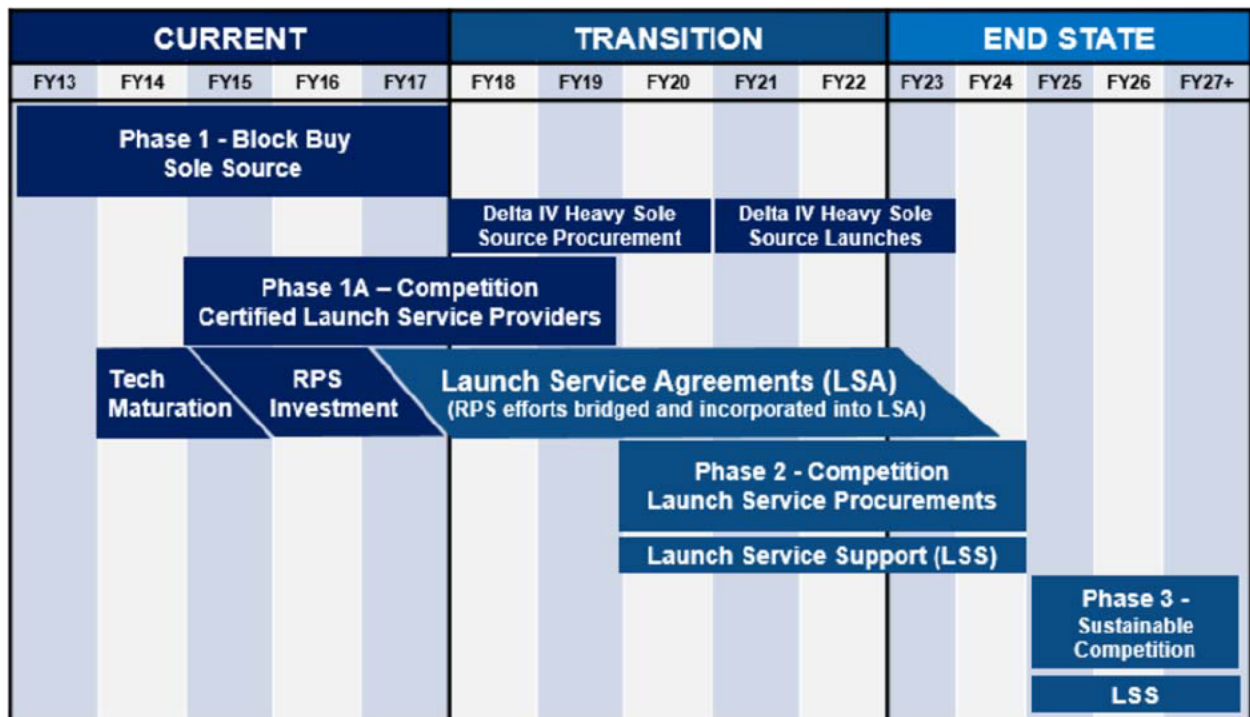 CURRENT
TRANSITION
END STATE
FY13 FY14 FY15 FY16 FY17 FY18 FY19 FY20 FY21 FY22 FY23 FY24 FY25 FY26 FY27+
Phase 1 - Block Buy
Sole Source
Delta IV Heavy Sole
Source Procurement
Delta IV Heavy Sole
Source Launches
Phase 1A – Competition
Certified Launch Service Providers
Tech
Maturation
RPS
Investment
Launch Service Agreements (LSA)
(RPS efforts bridged and incorporated into LSA)
Phase 2 - Competition
Launch Service Procurements
Launch Service Support (LSS)
Phase 3 -
Sustainable
Competition
LSS